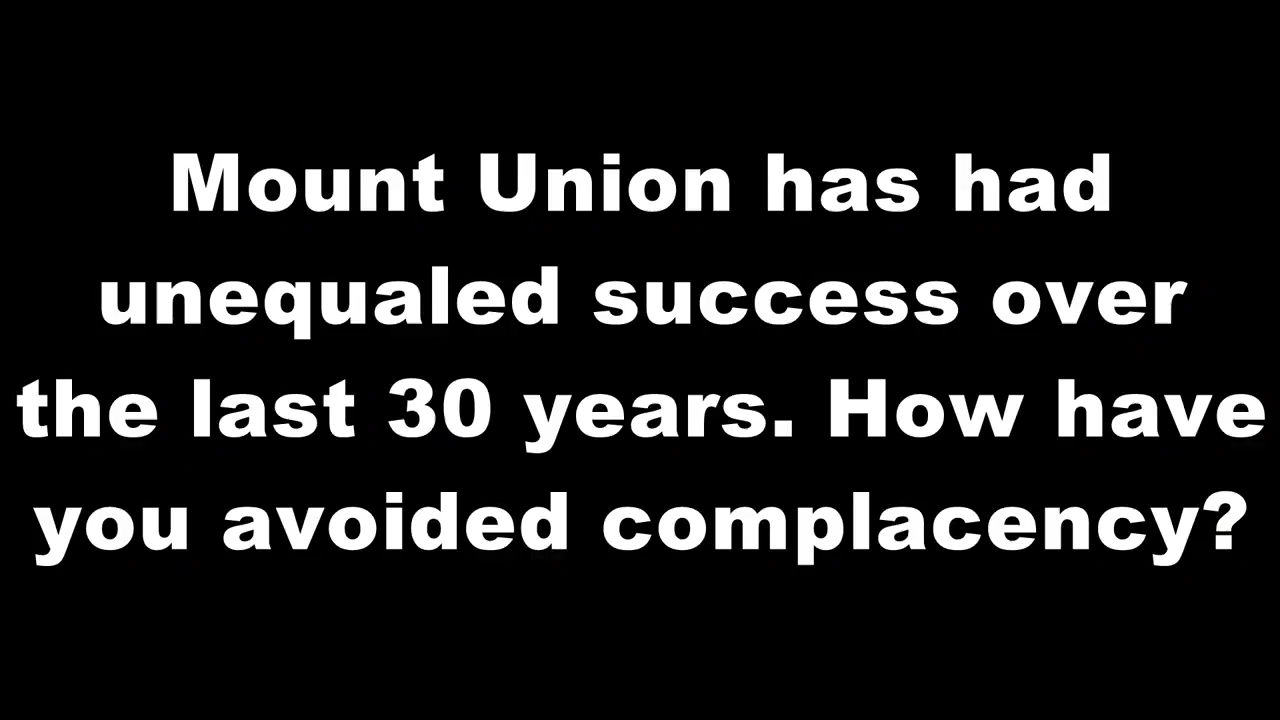 Mount Union has had
unequaled success over
the last 30 years. How have
you avoided complacency?